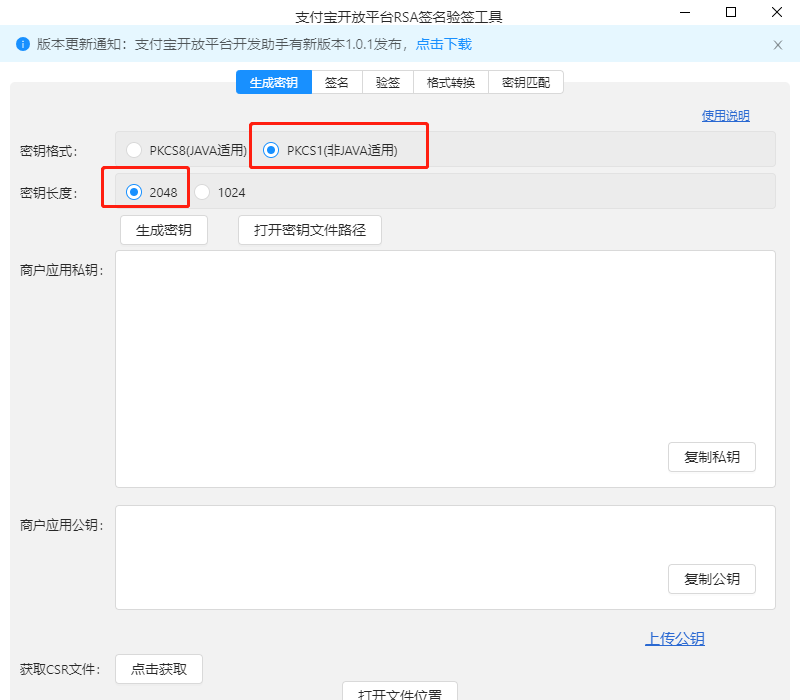 支付宝开放平台RSA签名验签工具
版本更新通知：支付宝开放平台开发助手有新版本1.0.1发布，点击下载
生成密钥 签名 验签 格式转换 密钥匹配
使用说明
密钥格式： PKCS8(JAVA适用) PKCS1(非JAVA适用)
密钥长度： 2048 1024
生成密钥 打开密钥文件路径
商户应用私钥：
复制私钥
商户应用公钥：
复制公钥
上传公钥
获取CSR文件： 点击获取
打开文件位置